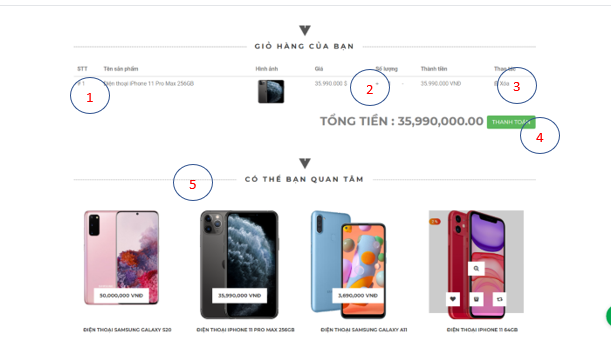 GIỎ HÀNG CỦA BẠN
STT Tên sản phẩm Hình ảnh Giá Số lượng Thành tiền Thao tác
# 1 Điện thoại iPhone 11 Pro Max 256GB 35.990.000 $ + - 35.990.000 VNĐ Xóa
1 2 3
TỔNG TIỀN : 35,990,000.00 THANH TOÁN
4
5
CÓ THỂ BẠN QUAN TÂM
50,000,000 VNĐ 35,990,000 VNĐ 3,690,000 VNĐ
ĐIỆN THOẠI SAMSUNG GALAXY S20 ĐIỆN THOẠI IPHONE 11 PRO MAX 256GB ĐIỆN THOẠI SAMSUNG GALAXY A11 ĐIỆN THOẠI IPHONE 11 64GB